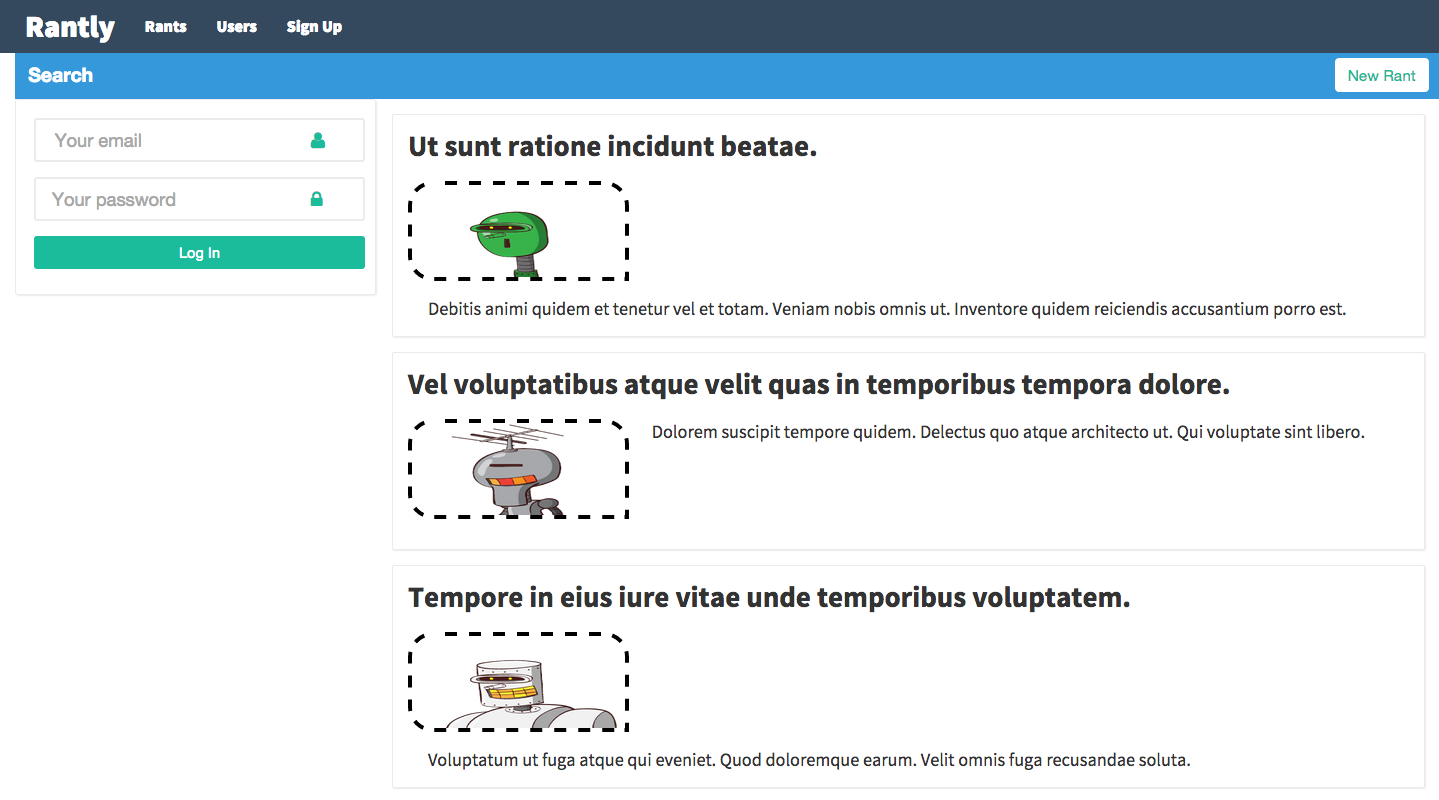 Rantly Rants Users Sign Up
Search New Rant
Your email
Your password
Log In
Ut sunt ratione incidunt beatae.
Debitis animi quidem et tenetur vel et totam. Veniam nobis omnis ut. Inventore quidem reiciendis accusantium porro est.
Vel voluptatibus atque velit quas in temporibus tempora dolore.
Dolorem suscipit tempore quidem. Delectus quo atque architecto ut. Qui voluptate sint libero.
Tempore in eius iure vitae unde temporibus voluptatem.
Voluptatum ut fuga atque qui eveniet. Quod doloremque earum. Velit omnis fuga recusandae soluta.